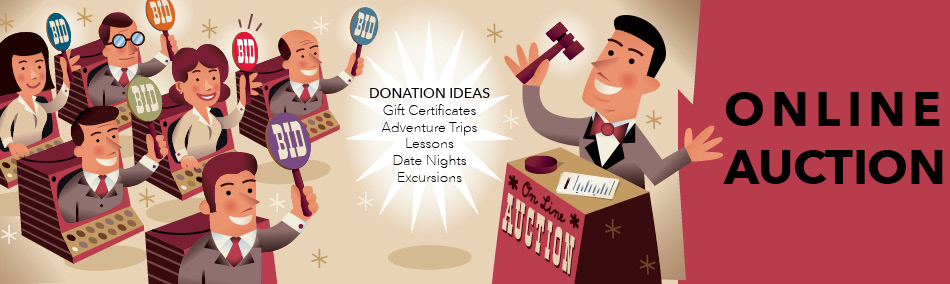 BID
BID
BID
BID
BID
BID
DONATION IDEAS
Gift Certificates
Adventure Trips
Lessons
Date Nights
Excursions
On Line
AUCTION
ONLINE
AUCTION